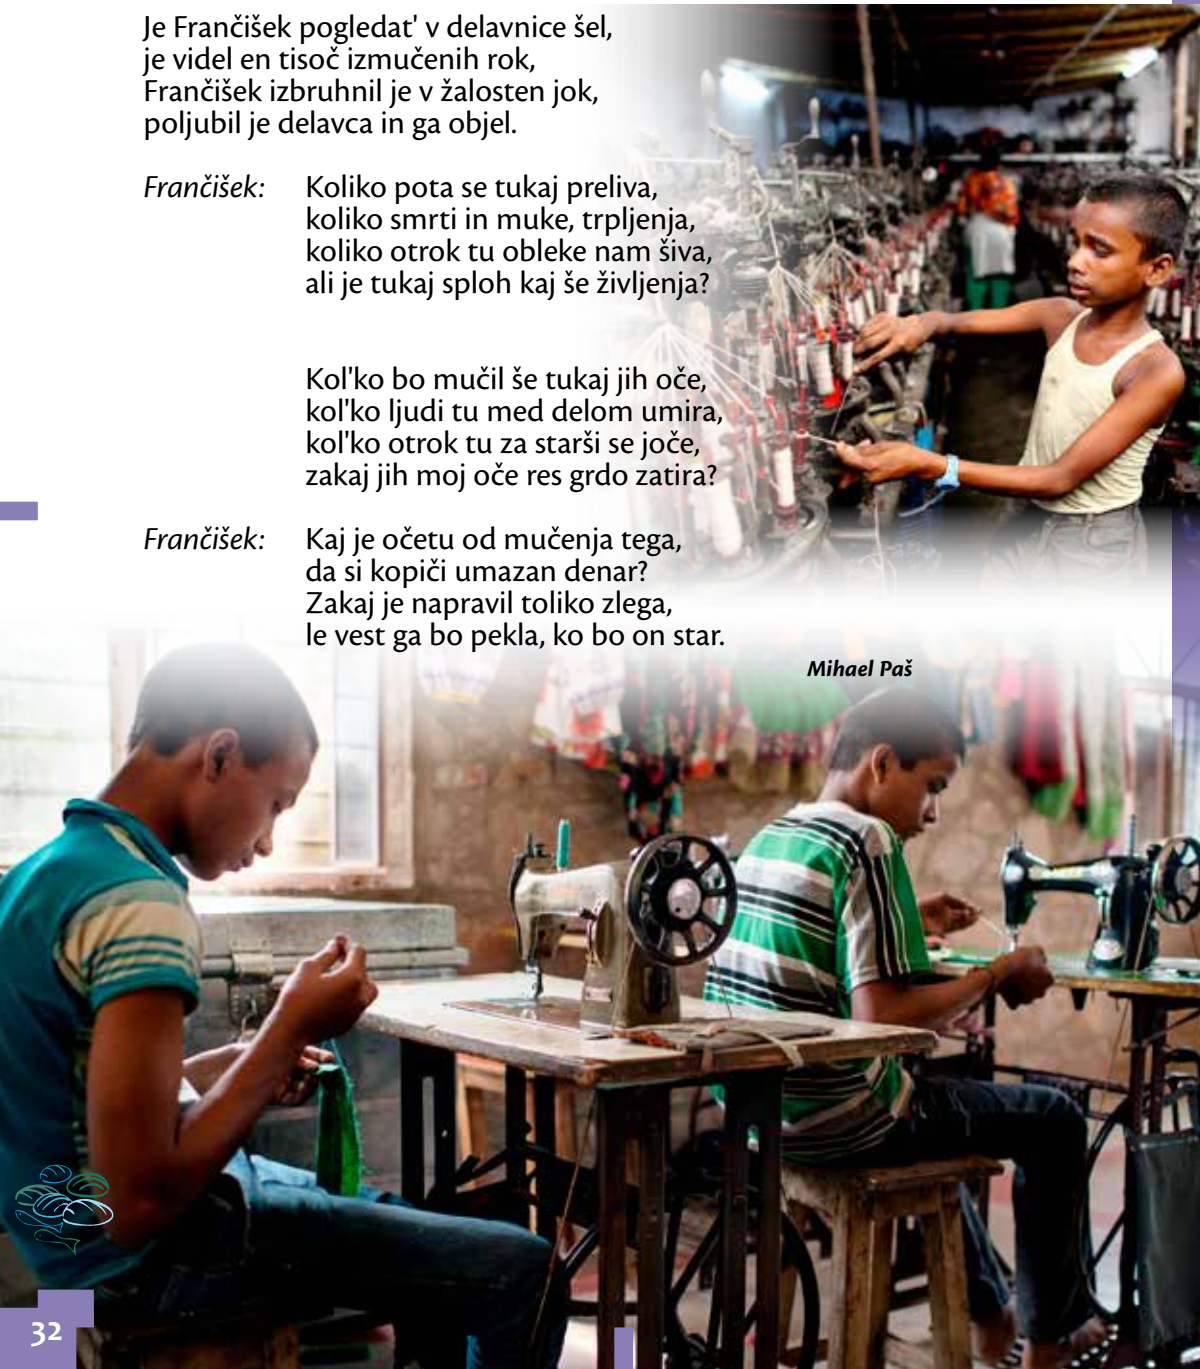 Je Frančišek pogledat' v delavnice šel,
je videl en tisoč izmučenih rok,
Frančišek izbruhnil je v žalosten jok,
poljubil je delavca in ga objel.
Frančišek: Koliko pota se tukaj preliva,
koliko smrti in muke, trpljenja,
koliko otrok tu obleke nam šiva,
ali je tukaj sploh kaj še življenja?
Kol'ko bo mučil še tukaj jih oče,
kol'ko ljudi tu med delom umira,
kol'ko otrok tu za starši se joče,
zakaj jih moj oče res grdo zatira?
Frančišek: Kaj je očetu od mučenja tega,
da si kopiči umazan denar?
Zakaj je napravil toliko zlega,
le vest ga bo pekla, ko bo on star.
Mihael Paš
32